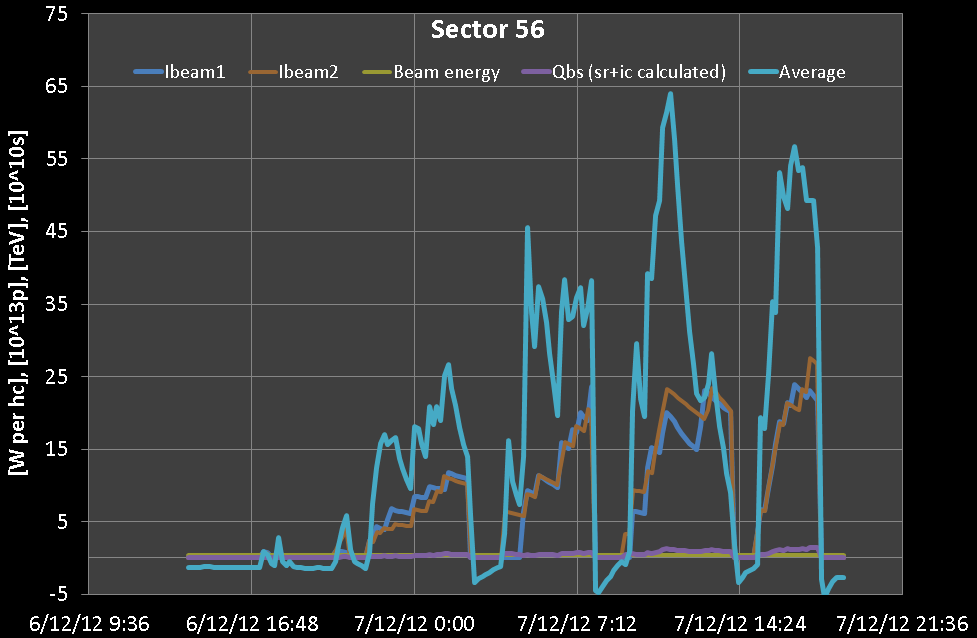 Sector 56
Ibeam1 Ibeam2 Beam energy Qbs (sr+ic calculated) Average
[W per hc], [10^13p], [TeV], [10^10s]
75
65
55
45
35
25
15
5
-5
6/12/12 9:36 6/12/12 16:48 7/12/12 0:00 7/12/12 7:12 7/12/12 14:24 7/12/12 21:36